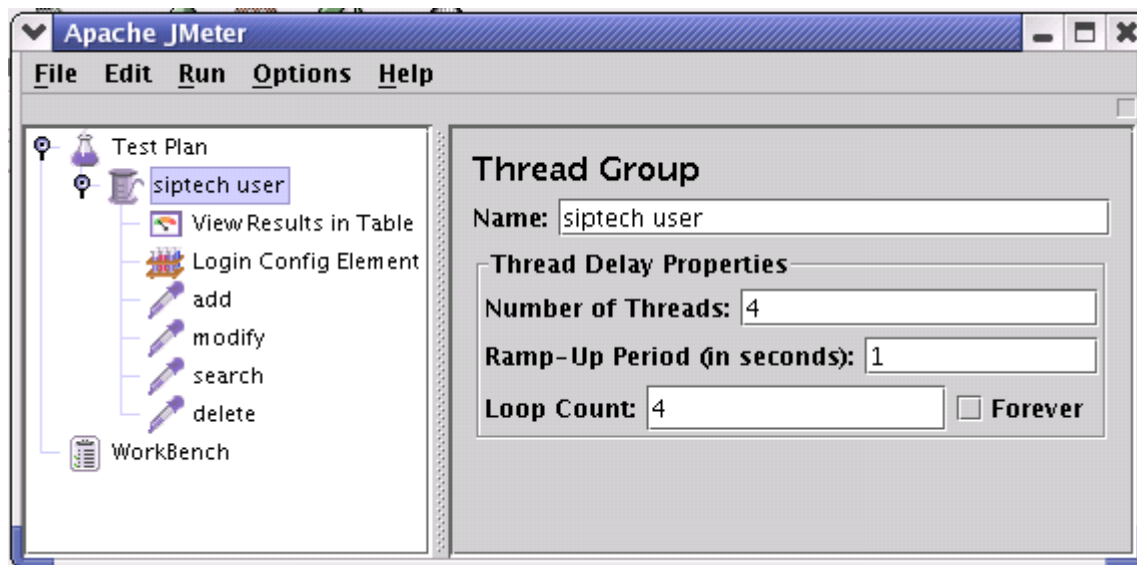 Apache JMeter
File Edit Run Options Help
Test Plan
siptech user
View Results in Table
Login Config Element
add
modify
search
delete
WorkBench
Thread Group
Name: siptech user
Thread Delay Properties
Number of Threads: 4
Ramp-Up Period (in seconds): 1
Loop Count: 4 Forever